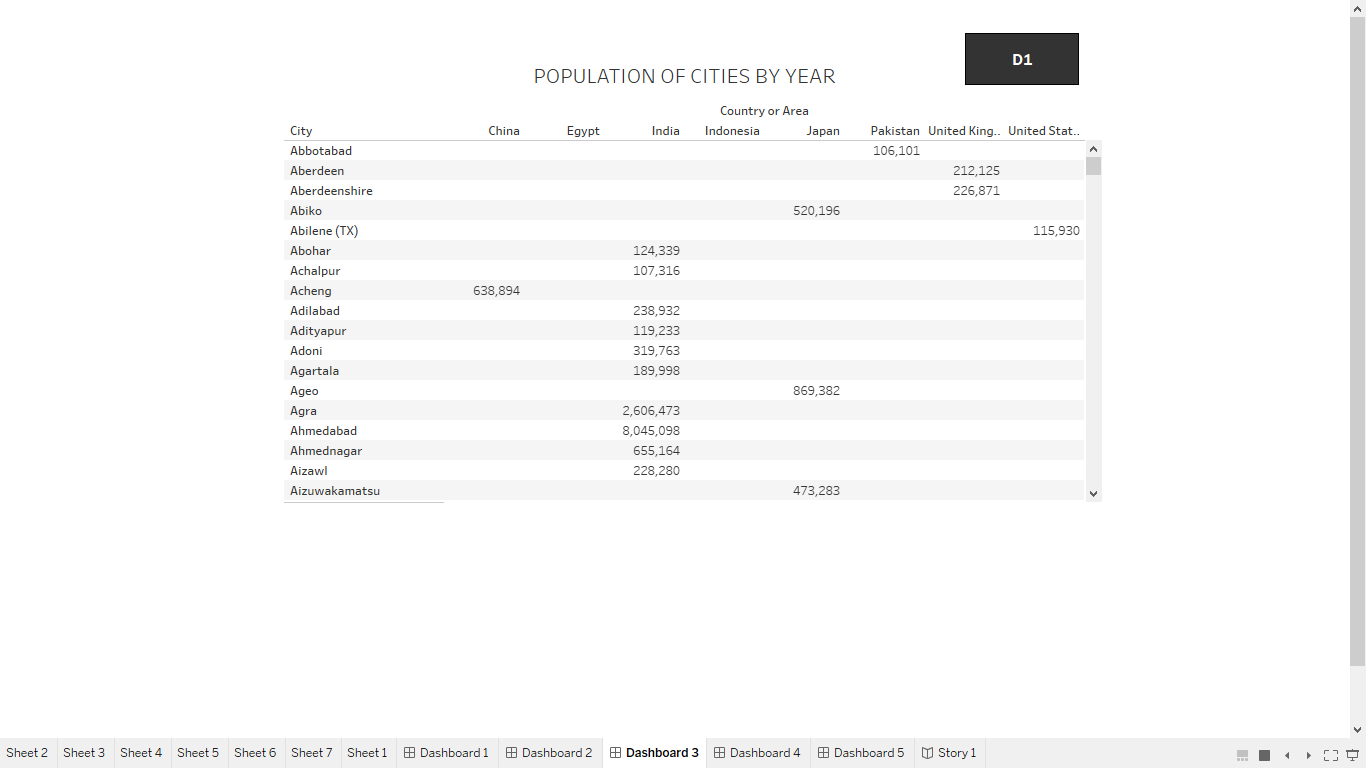 D1
POPULATION OF CITIES BY YEAR
Country or Area
City China Egypt India Indonesia Japan Pakistan United King.. United Stat..
Abbotabad 106,101
Aberdeen 212,125
Aberdeenshire 226,871
Abiko 520,196
Abilene (TX) 115,930
Abohar 124,339
Achalpur 107,316
Acheng 638,894
Adilabad 238,932
Adityapur 119,233
Adoni 319,763
Agartala 189,998
Ageo 869,382
Agra 2,606,473
Ahmedabad 8,045,098
Ahmednagar 655,164
Aizawl 228,280
Aizuwakamatsu 473,283
Sheet 2 Sheet 3 Sheet 4 Sheet 5 Sheet 6 Sheet 7 Sheet 1 Dashboard 1 Dashboard 2 Dashboard 3 Dashboard 4 Dashboard 5 Story 1